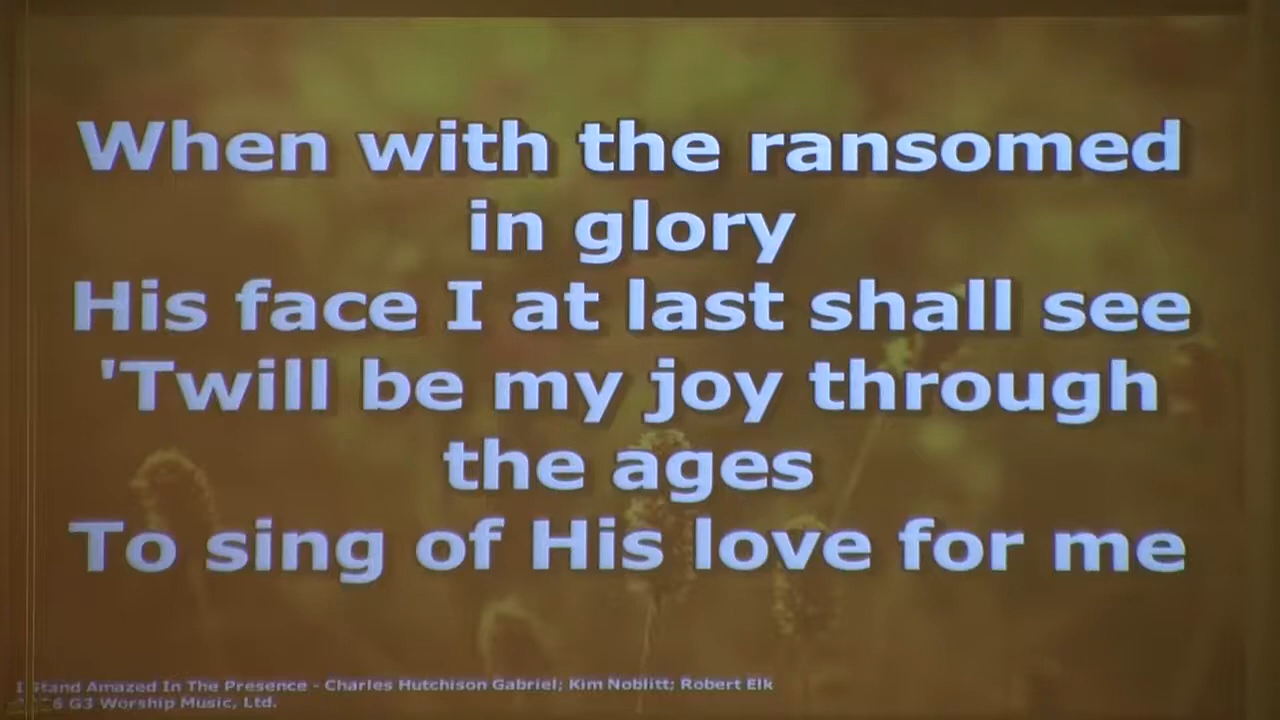 When with the ransomed
in glory
His face I at last shall see
'Twill be my joy through
the ages
To sing of His love for me
I Stand Amazed In The Presence - Charles Hutchison Gabriel; Kim Noblitt; Robert Elk
G3 Worship Music, Ltd.